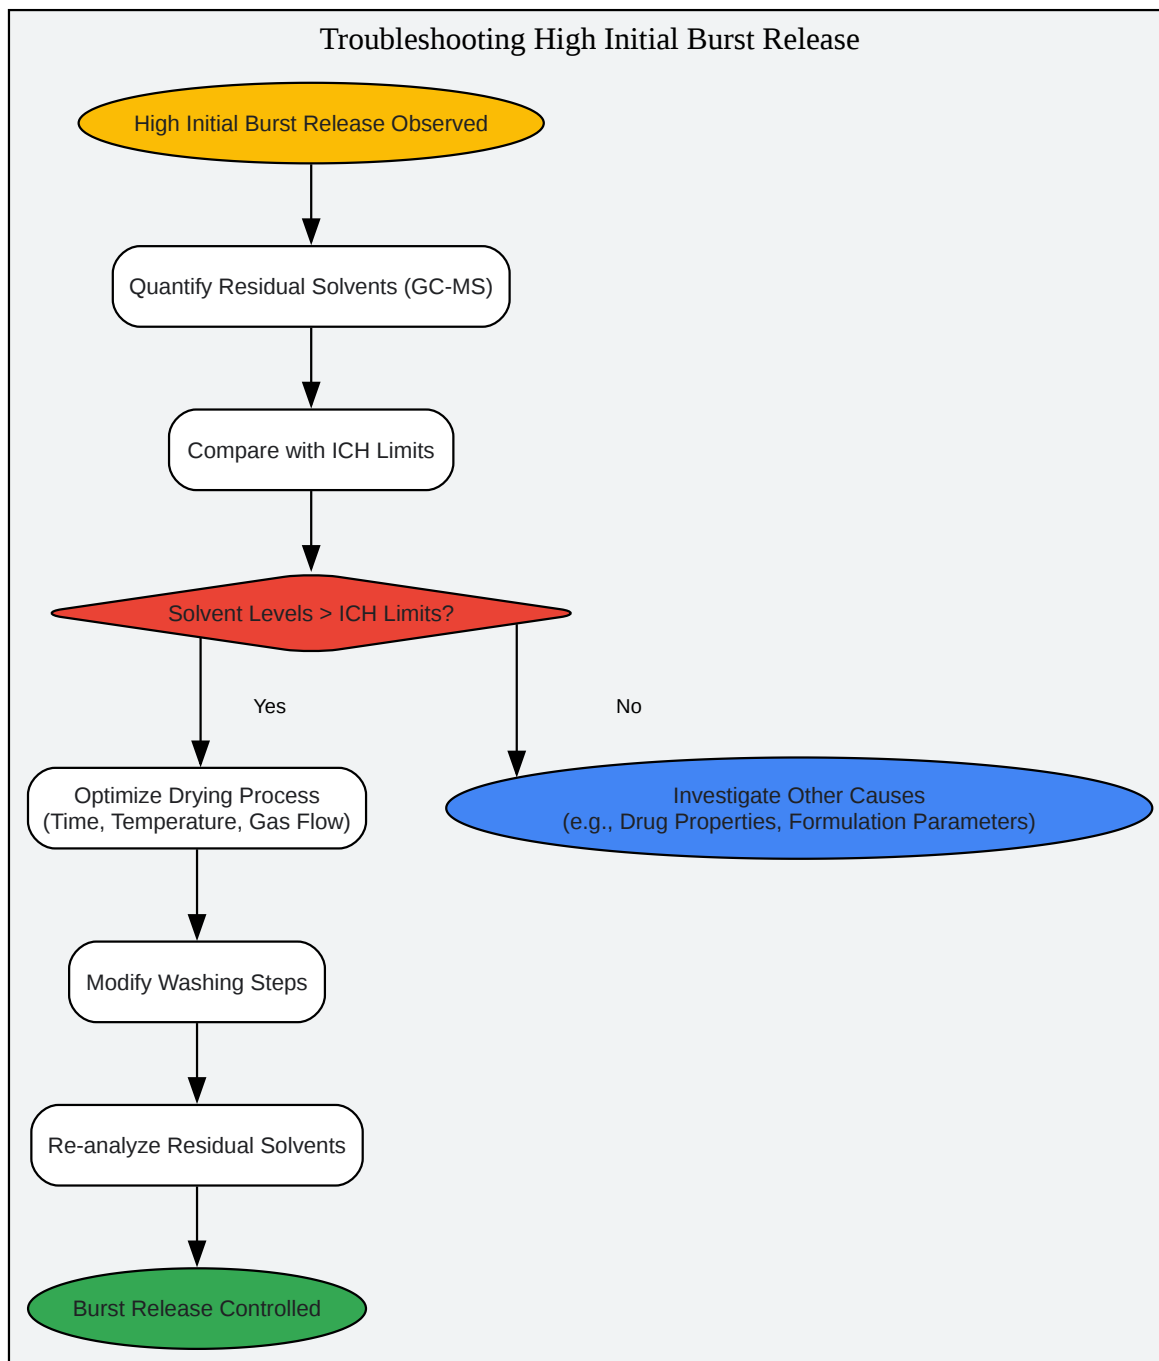 Troubleshooting High Initial Burst Release
High Initial Burst Release Observed
Quantify Residual Solvents (GC-MS)
Compare with ICH Limits
Solvent Levels > ICH Limits?
Yes
No
Optimize Drying Process
(Time, Temperature, Gas Flow)
Investigate Other Causes
(e.g., Drug Properties, Formulation Parameters)
Modify Washing Steps
Re-analyze Residual Solvents
Burst Release Controlled